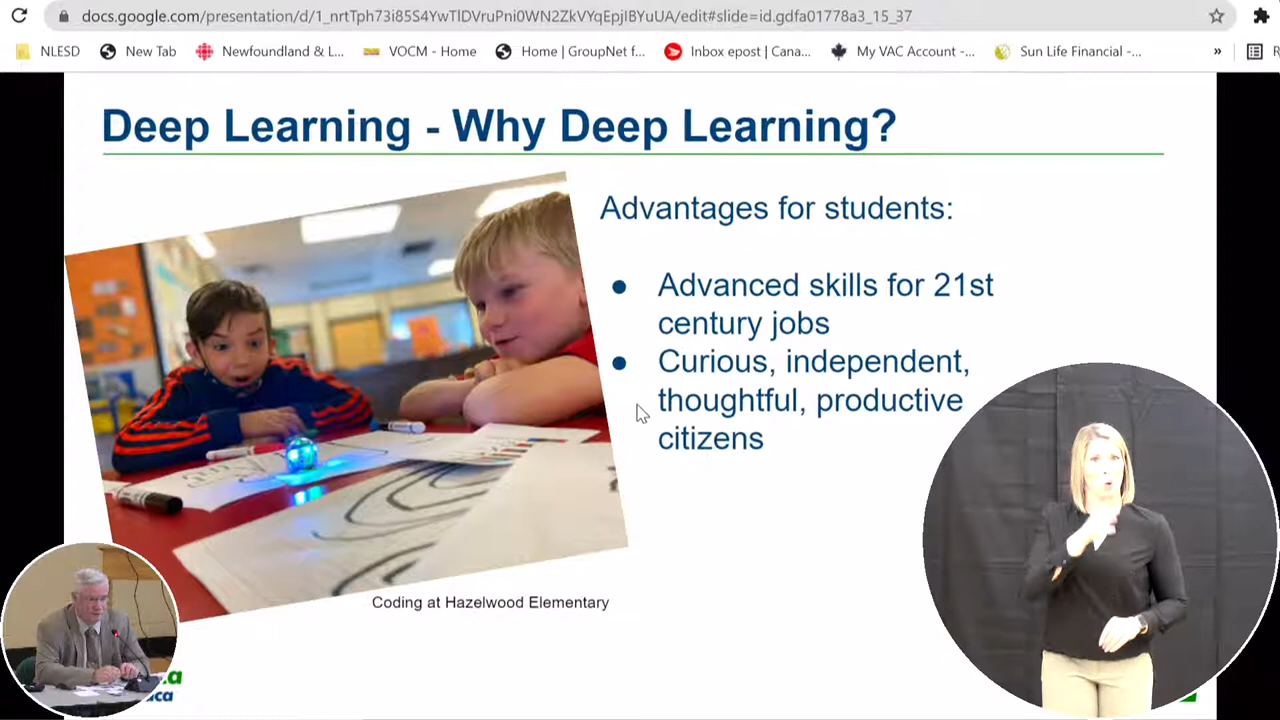 docs.google.com/presentation/d/1_nrtTph73i85S4YwTlDVruPni0WN2ZkVYqEpjIBYuUA/edit#slide=id.gdfa01778a3_15_37
NLESD New Tab Newfoundland & L... VOCM - Home Home | GroupNet f... Inbox epost | Cana... My VAC Account -... Sun Life Financial -... » R
Deep Learning - Why Deep Learning?
Advantages for students:
● Advanced skills for 21st
century jobs
● Curious, independent,
thoughtful, productive
citizens
Coding at Hazelwood Elementary